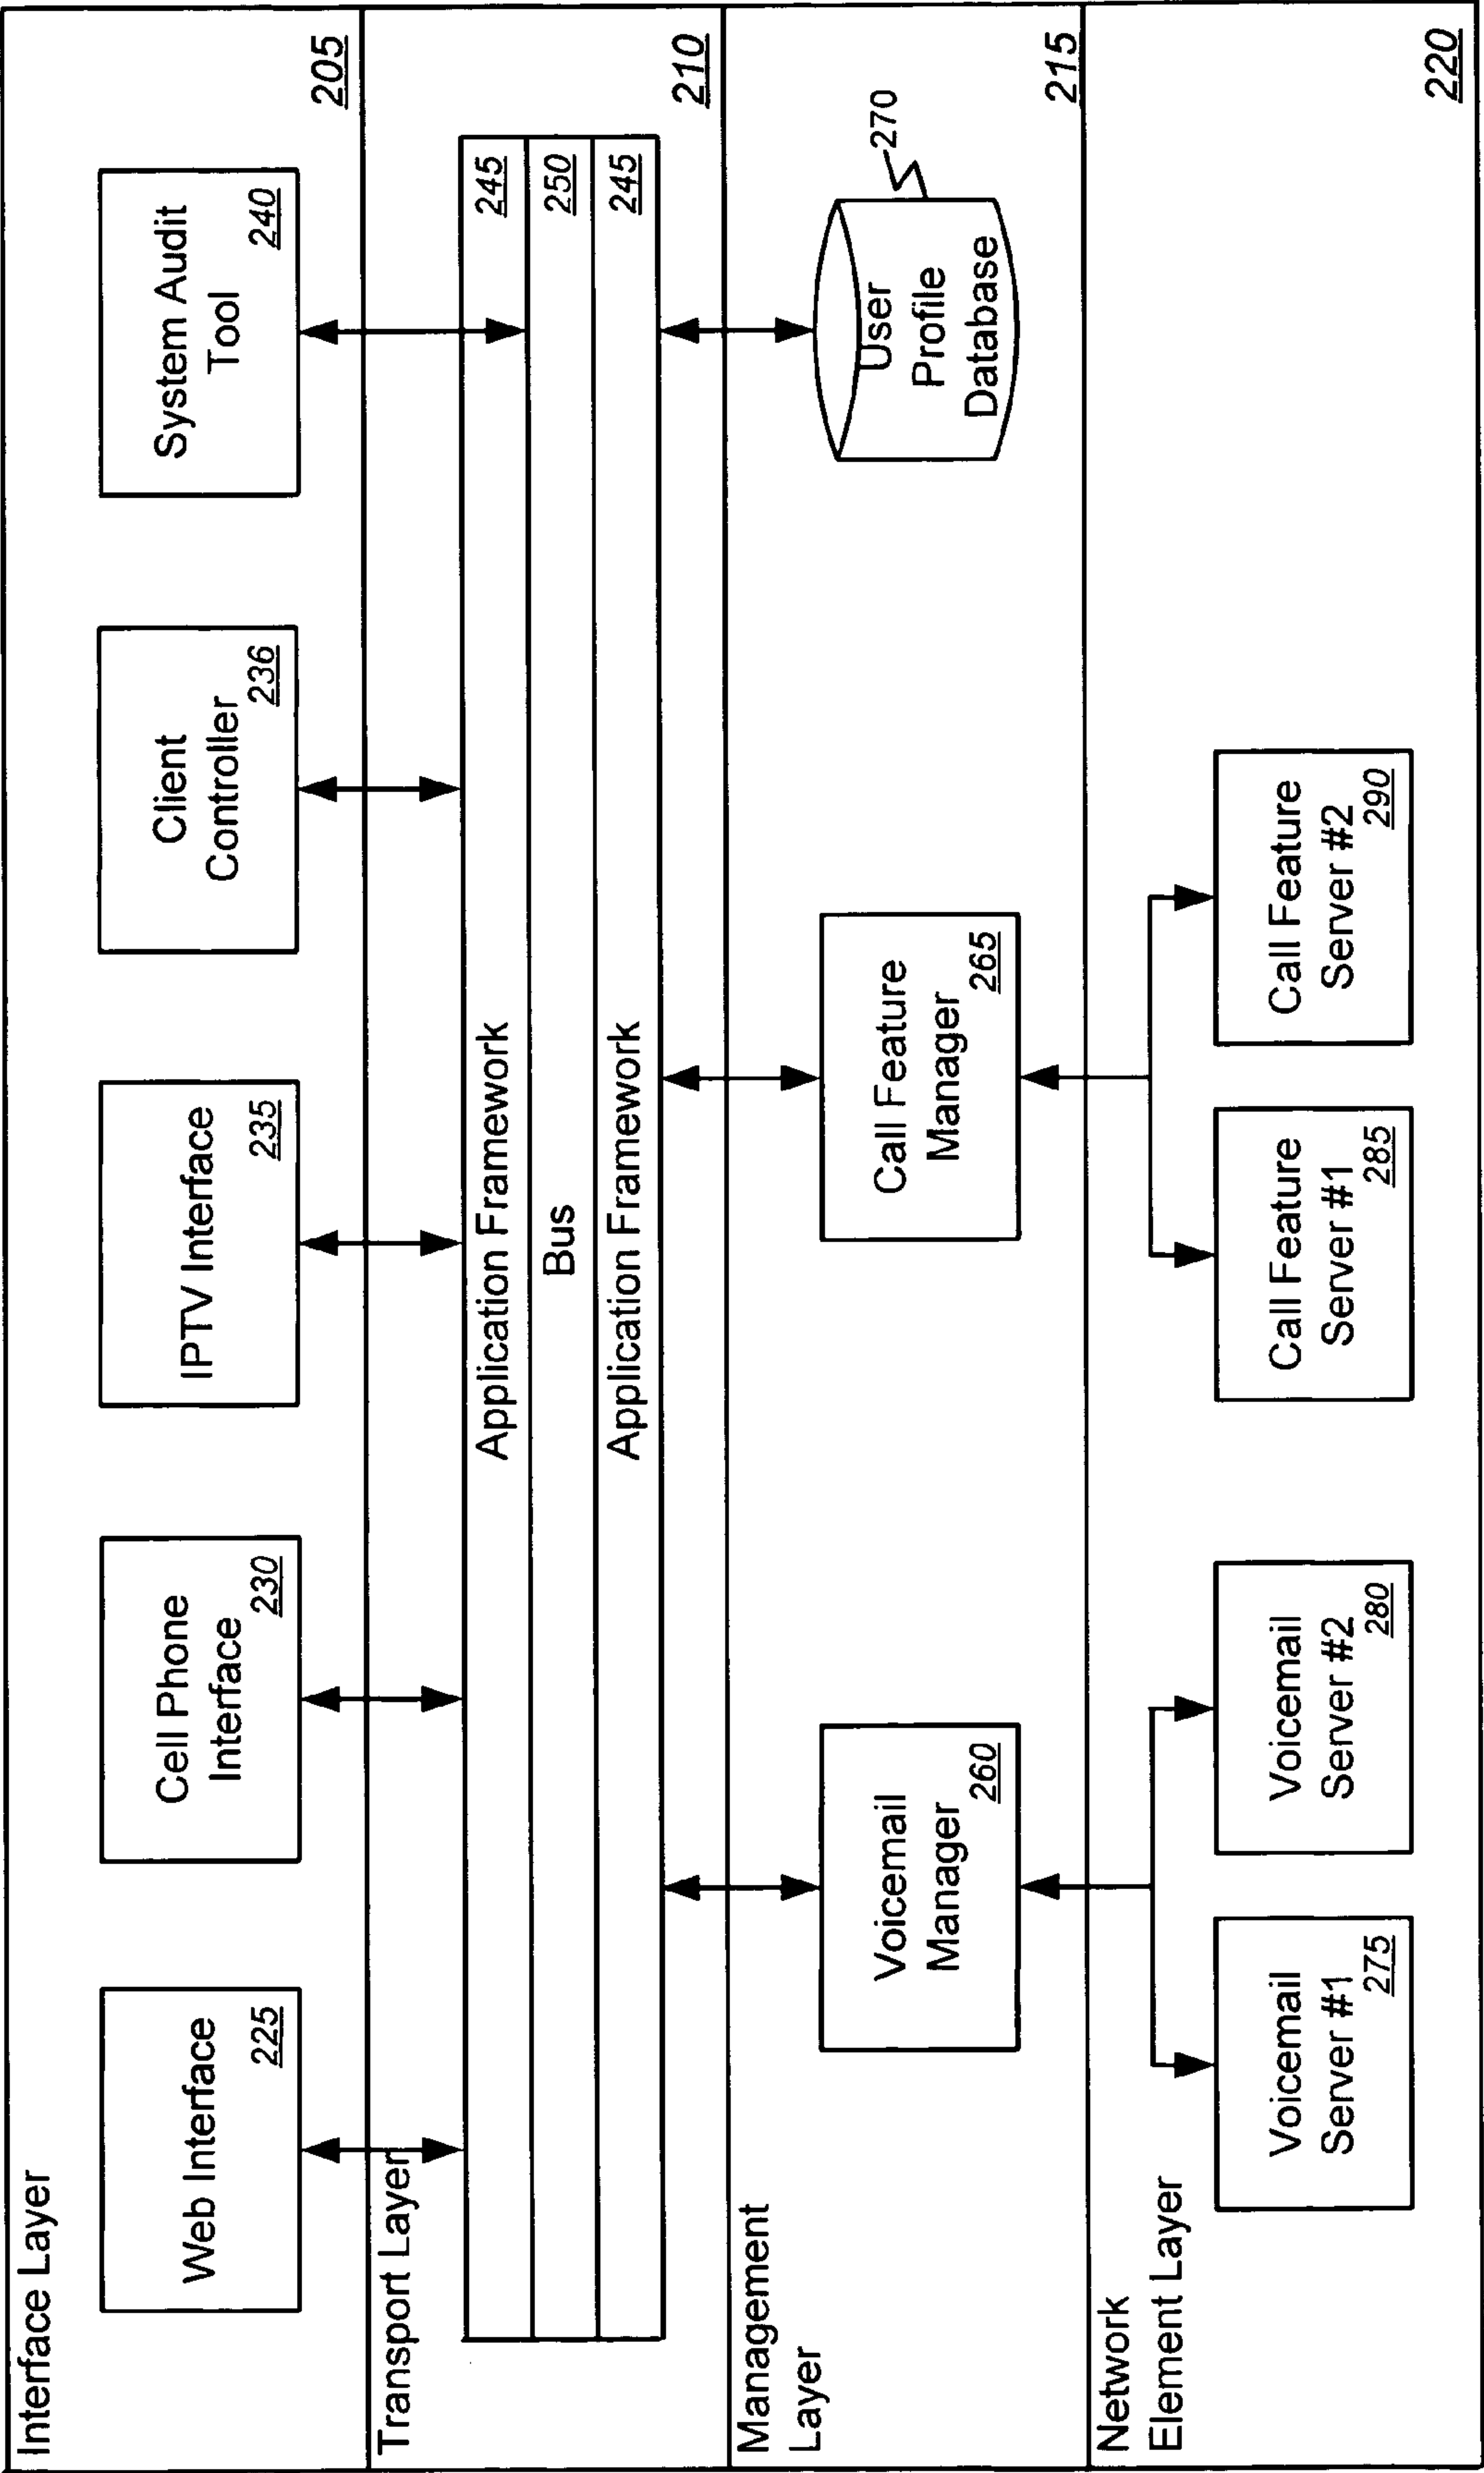 Interface Layer
Web Interface
225
Cell Phone
Interface
230
IPTV Interface
235
Client
Controller
236
System Audit
Tool
240
205
Transport Layer
Application Framework
245
Bus
250
Application Framework
245
210
Management
Layer
Voicemail
Manager
260
Call Feature
Manager
265
User
Profile
Database
270
215
Network
Element Layer
Voicemail
Server #1
275
Voicemail
Server #2
280
Call Feature
Server #1
285
Call Feature
Server #2
290
220